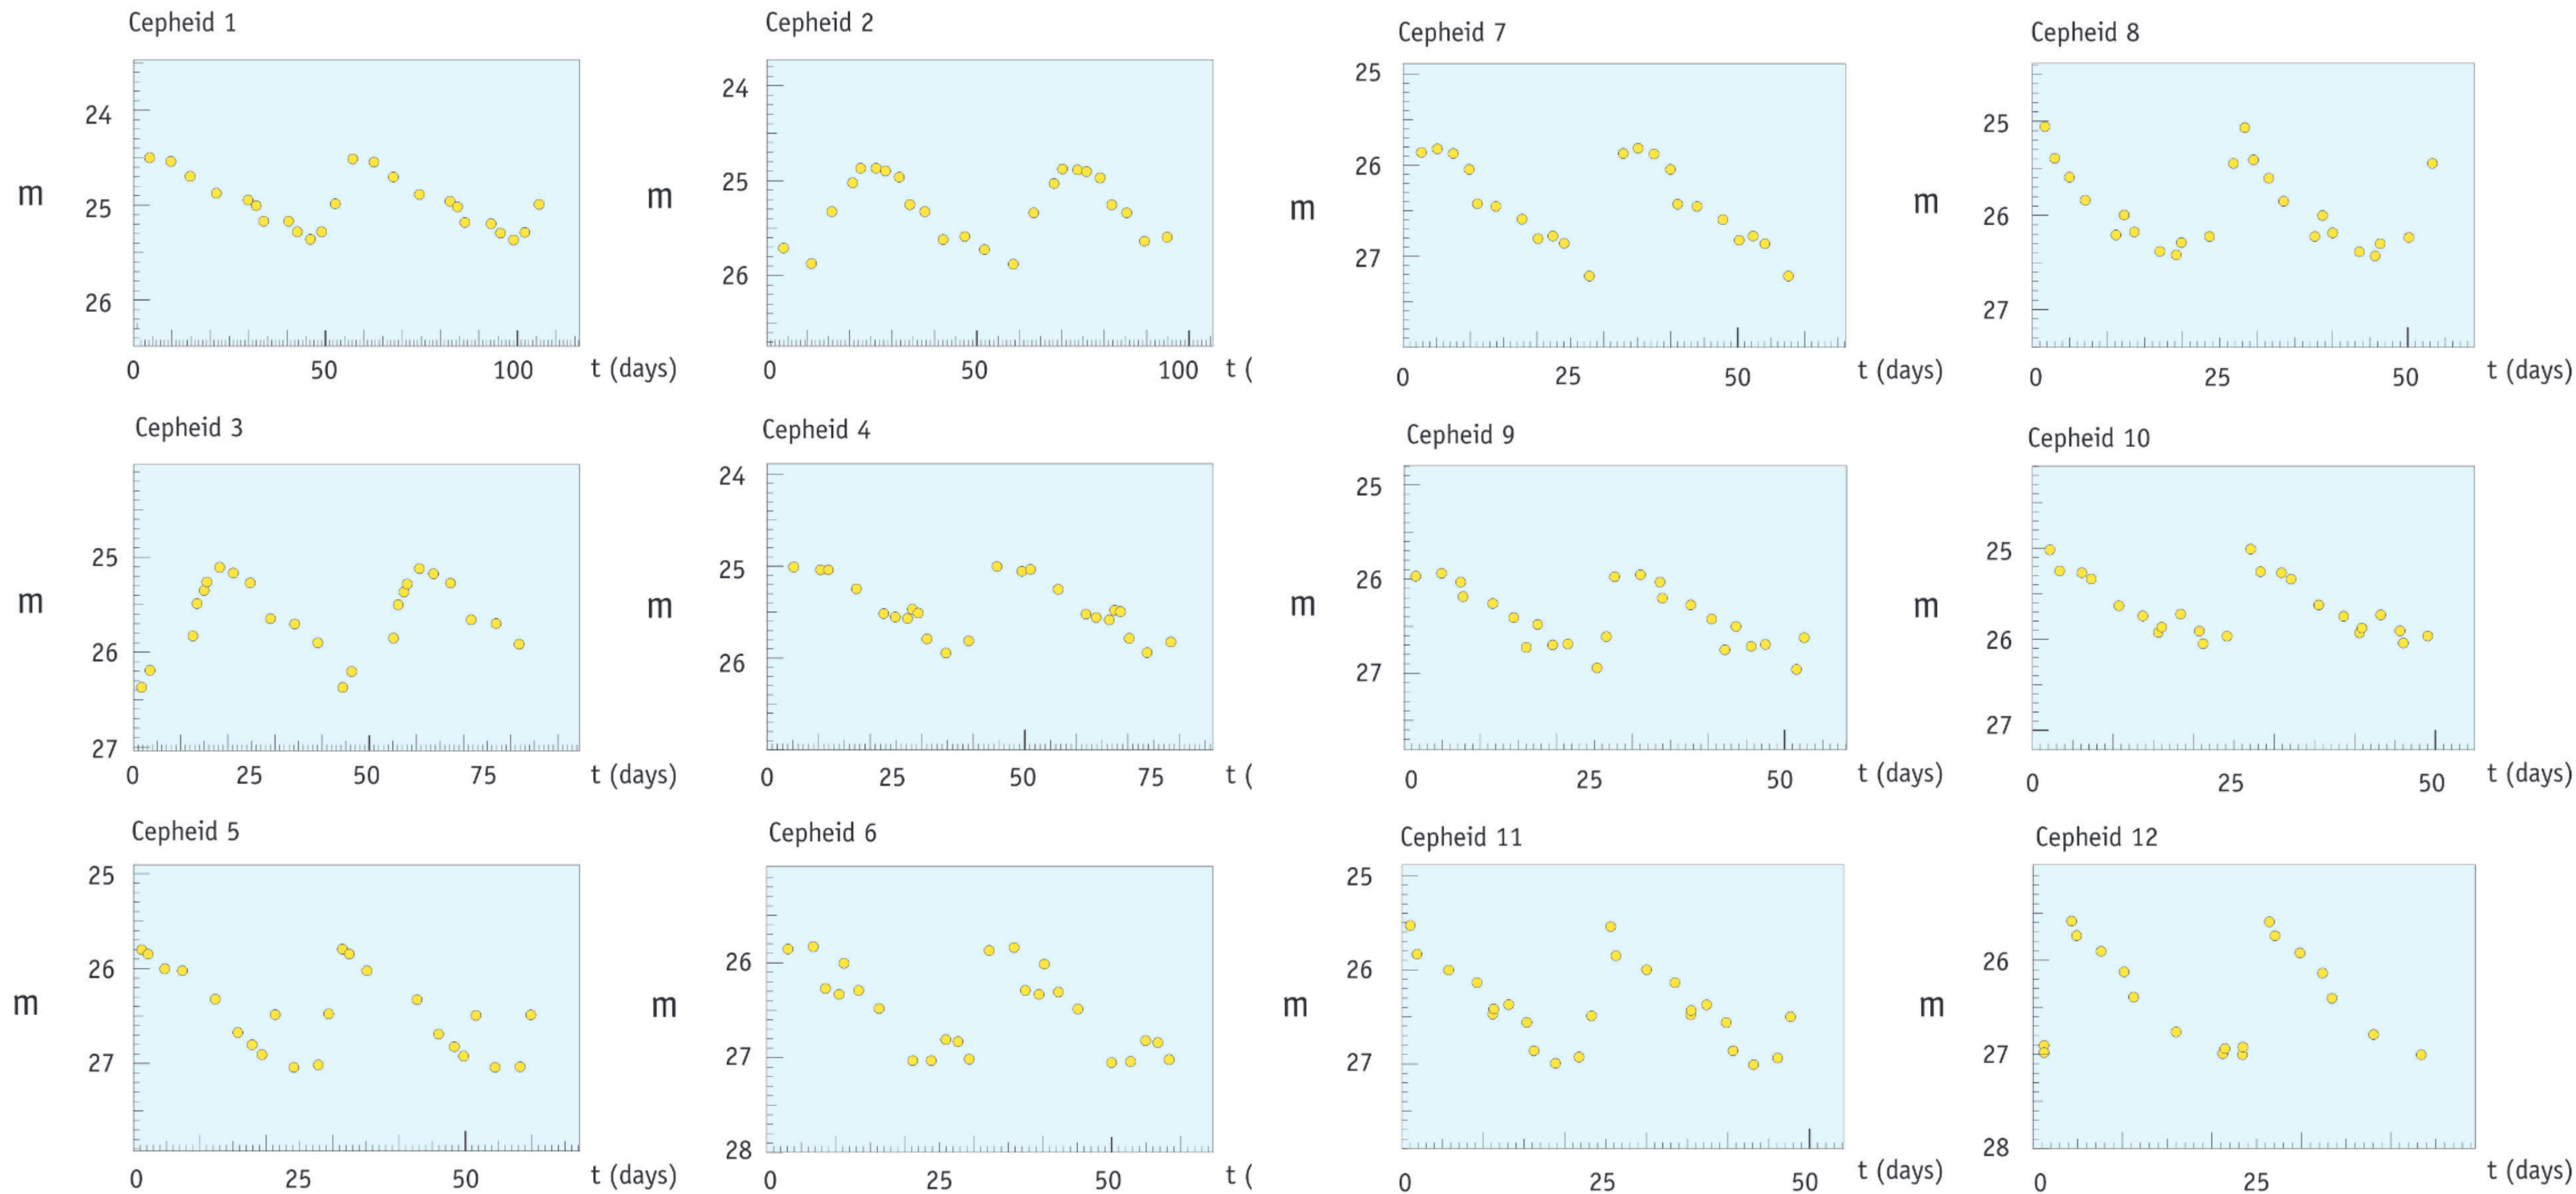 Cepheid 1
24
25
26
m
0 50 100 t (days)
Cepheid 2
24
25
26
m
0 50 100 t (
Cepheid 7
25
26
27
m
0 25 50 t (days)
Cepheid 8
25
26
27
m
0 25 50 t (days)
Cepheid 3
25
26
27
m
0 25 50 75 t (days)
Cepheid 4
24
25
26
m
0 25 50 75 t (
Cepheid 9
25
26
27
m
0 25 50 t (days)
Cepheid 10
25
26
27
m
0 25 50 t (days)
Cepheid 5
25
26
27
m
0 25 50 t (days)
Cepheid 6
26
27
28
m
0 25 50 t (
Cepheid 11
25
26
27
m
0 25 50 t (days)
Cepheid 12
26
27
28
m
0 25 t (days)